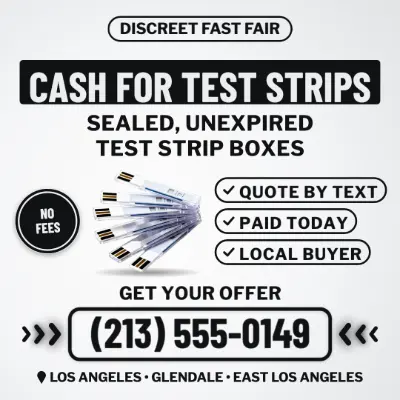 DISCREET FAST FAIR
CASH FOR TEST STRIPS
SEALED, UNEXPIRED
TEST STRIP BOXES
NO
FEES
QUOTE BY TEXT
PAID TODAY
LOCAL BUYER
GET YOUR OFFER
(213) 555-0149
LOS ANGELES • GLENDALE • EAST LOS ANGELES